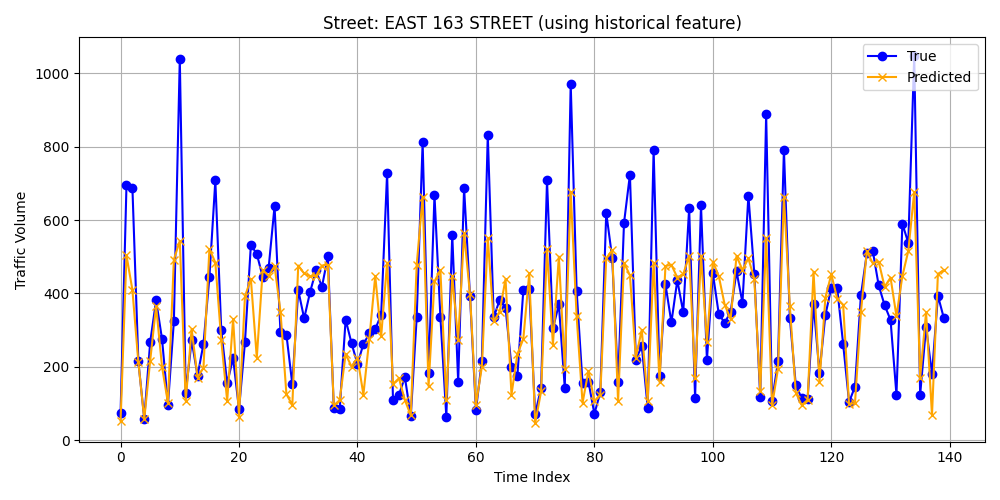 Street: EAST 163 STREET (using historical feature)
True
Predicted
Traffic Volume
1000
800
600
400
200
0
0 20 40 60 80 100 120 140
Time Index